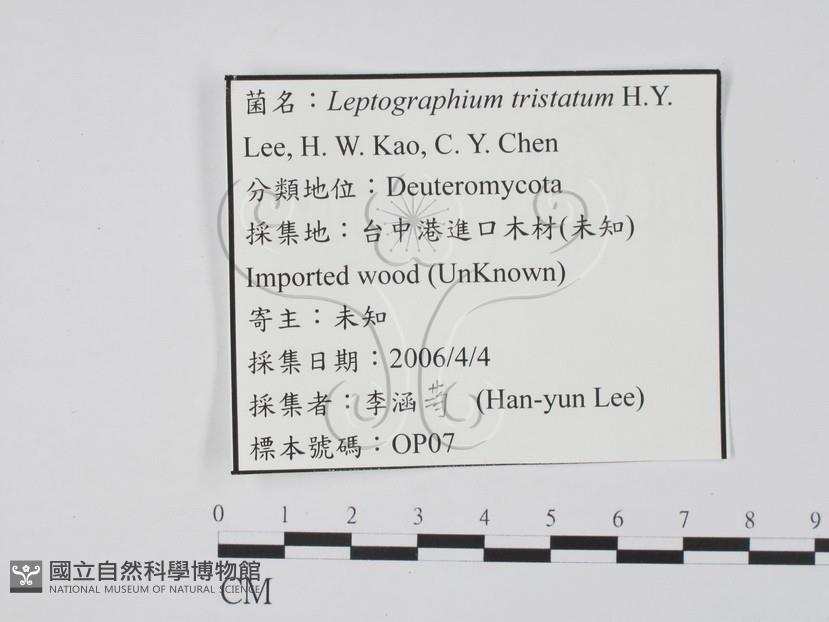 菌名：Leptographium tristatum H.Y.
Lee, H. W. Kao, C. Y. Chen
分類地位：Deuteromycota
採集地：台中港進口木材(未知)
Imported wood (UnKnown)
寄主：未知
採集日期：2006/4/4
採集者：李涵 (Han-yun Lee)
標本號碼：OP07
0 1 2 3 4 5 6 7 8 9
CM
國立自然科學博物館
NATIONAL MUSEUM OF NATURAL SCIENCE